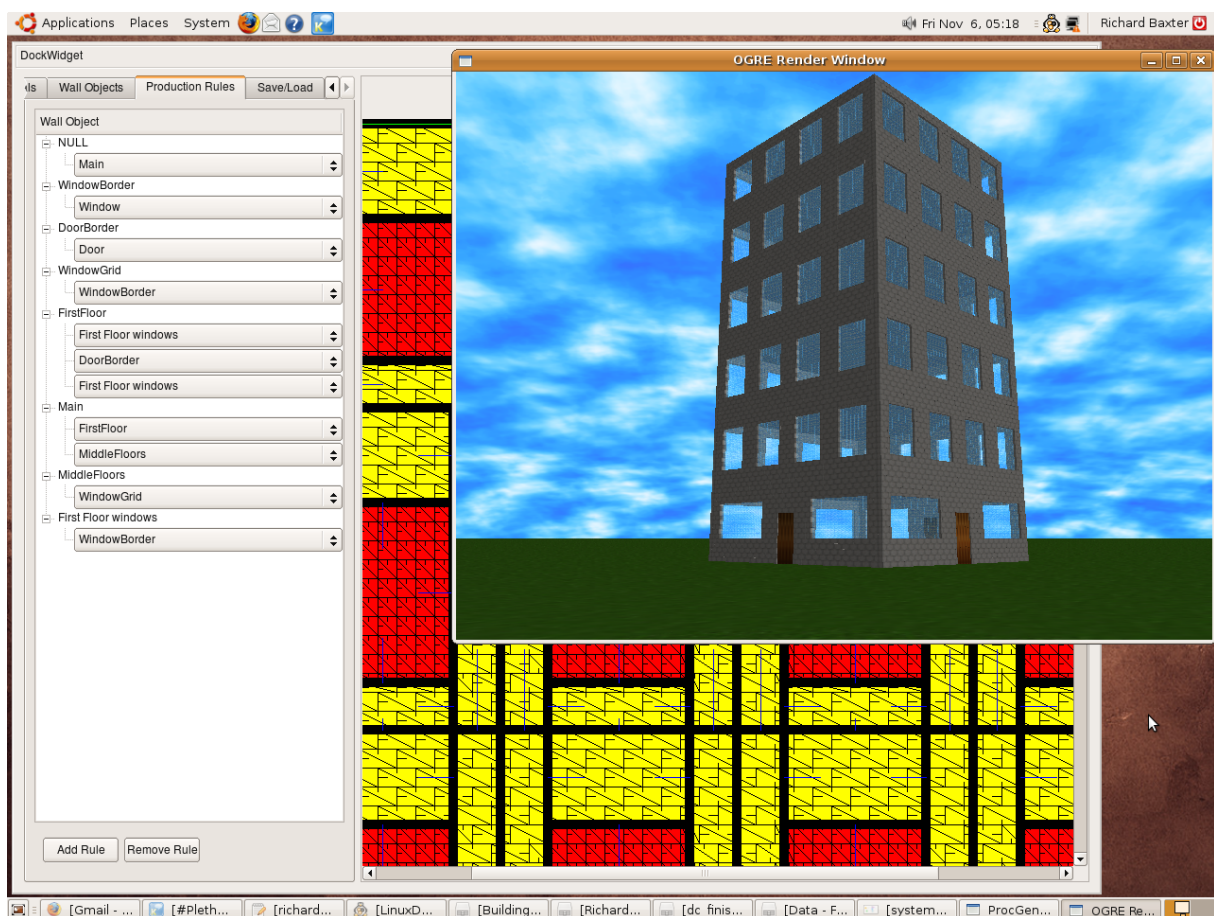 Applications Places System
Fri Nov 6, 05:18
Richard Baxter
DockWidget
OGRE Render Window
ls
Wall Objects
Production Rules
Save/Load
Wall Object
NULL
Main
WindowBorder
Window
DoorBorder
Door
WindowGrid
WindowBorder
FirstFloor
First Floor windows
DoorBorder
First Floor windows
Main
FirstFloor
MiddleFloors
MiddleFloors
WindowGrid
First Floor windows
WindowBorder
Add Rule
Remove Rule
[Gmail - ...
[#Pleth...
[richard...
[LinuxD...
[Building...
[Richard...
[dc finis...
[Data - F...
[system...
ProcGen...
OGRE Re...